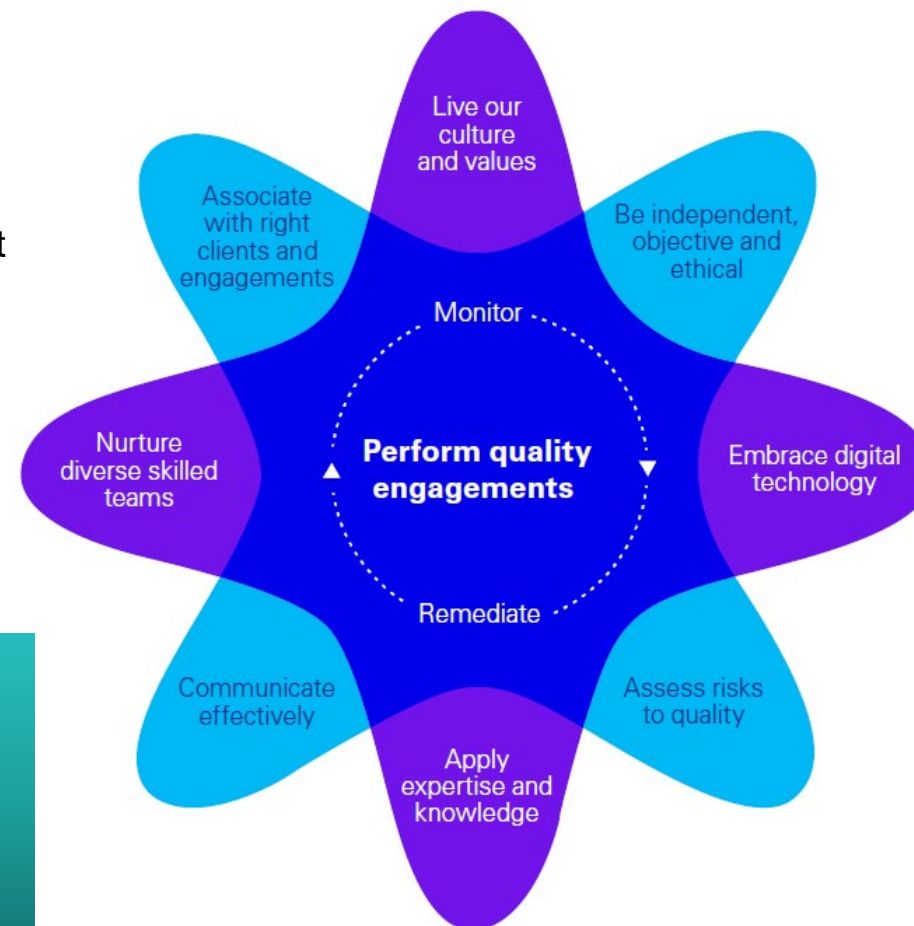 Live our
culture
and values
Associate
with right
clients and
engagements
Be independent,
objective and
ethical
t
Monitor
Nurture
diverse skilled
teams
Perform quality
engagements
Embrace digital
technology
Remediate
Communicate
effectively
Assess risks
to quality
Apply
expertise and
knowledge